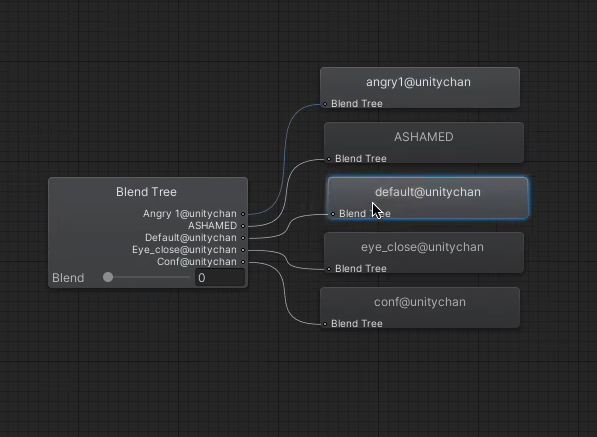 Blend Tree
Angry 1@unitychan
ASHAMED
Default@unitychan
Eye_close@unitychan
Conf@unitychan
Blend
0
angry1@unitychan
Blend Tree
ASHAMED
Blend Tree
default@unitychan
Blend Tree
eye_close@unitychan
Blend Tree
conf@unitychan
Blend Tree